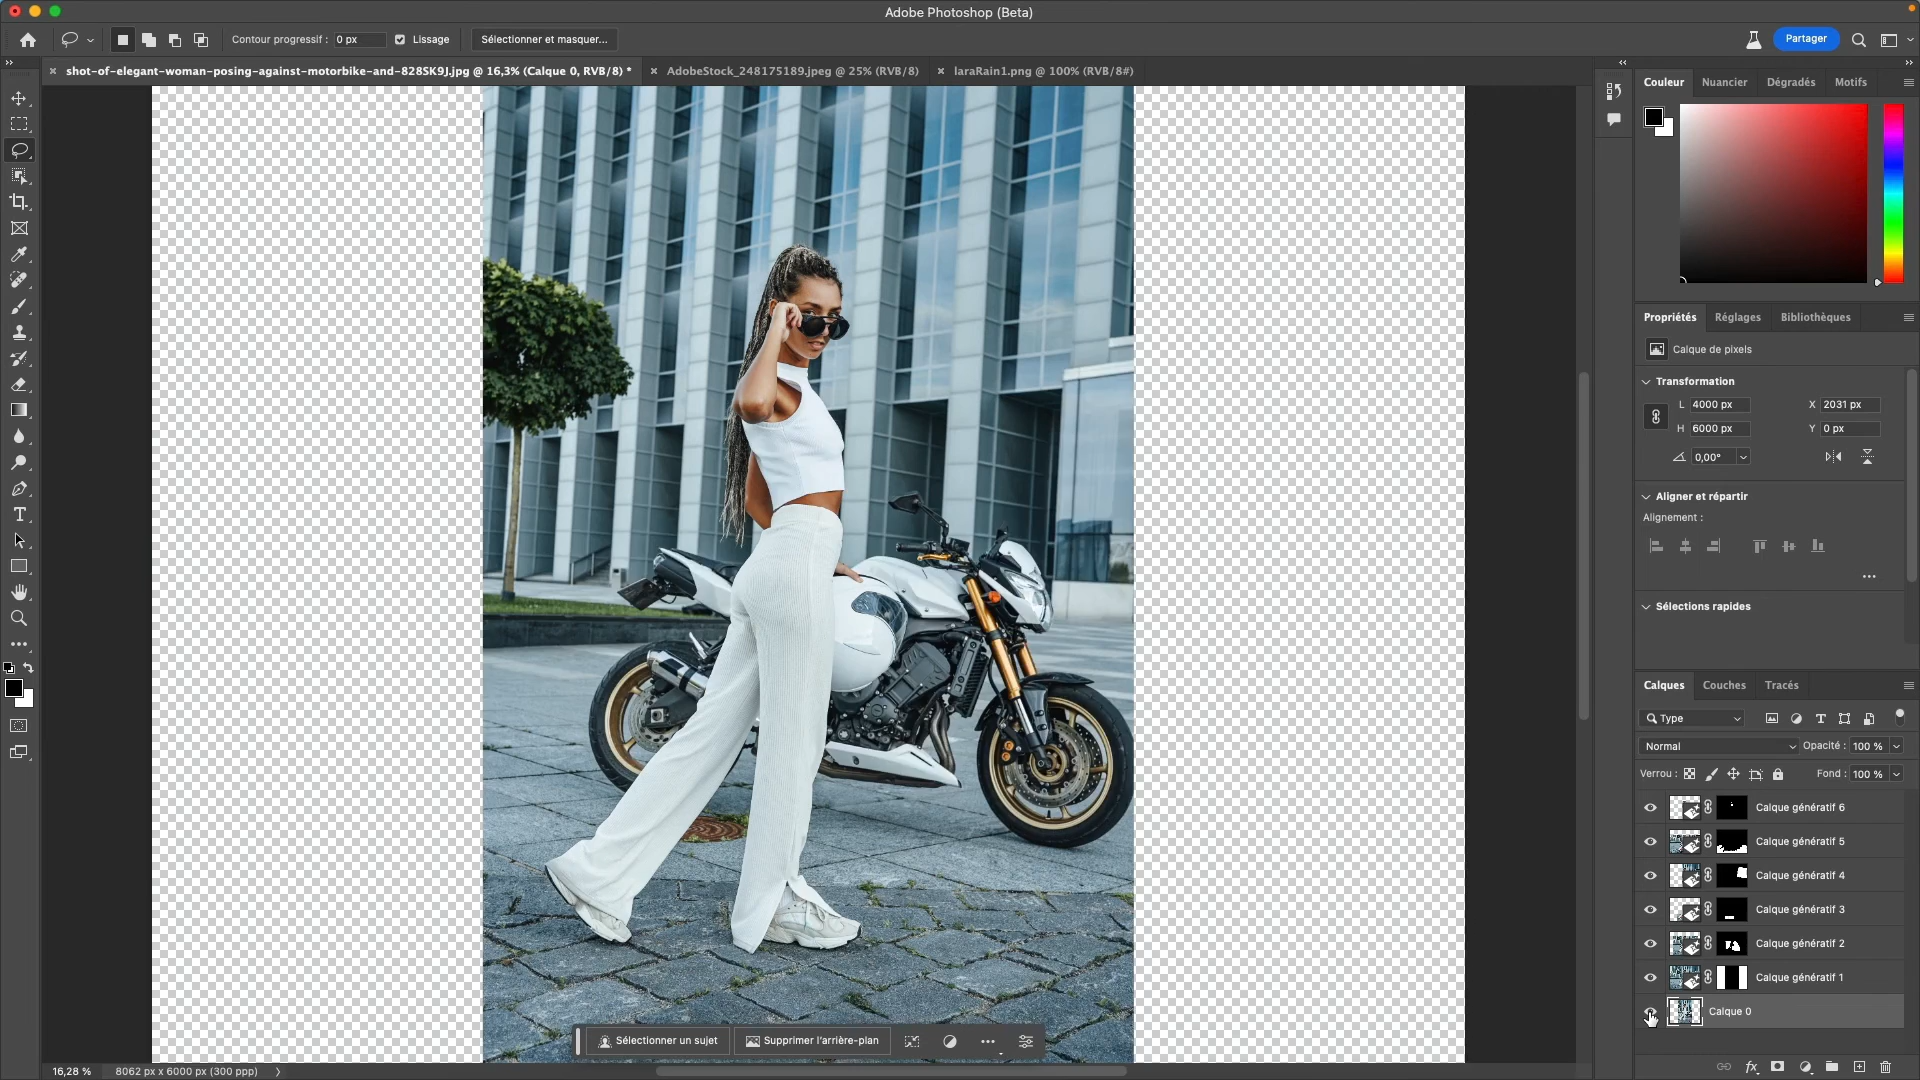 Adobe Photoshop (Beta)
Contour progressif : 0 px Lissage Sélectionner et masquer... Partager
shot-of-elegant-woman-posing-against-motorbike-and-828SK9J.jpg @ 16,3% (Calque 0, RVB/8) * AdobeStock_248175189.jpeg @ 25% (RVB/8) laraRain1.png @ 100% (RVB/8#)
Couleur Nuancier Dégradés Motifs
Propriétés Réglages Bibliothèques
Calque de pixels
Transformation
L 4000 px X 2031 px
H 6000 px Y 0 px
0,00°
Aligner et répartir
Alignement :
Sélections rapides
Calques Couches Tracés
Type
Normal Opacité : 100 %
Verrou : Fond : 100 %
Calque génératif 6
Calque génératif 5
Calque génératif 4
Calque génératif 3
Calque génératif 2
Calque génératif 1
Calque 0
Sélectionner un sujet Supprimer l'arrière-plan
16,28 % 8062 px x 6000 px (300 ppp)